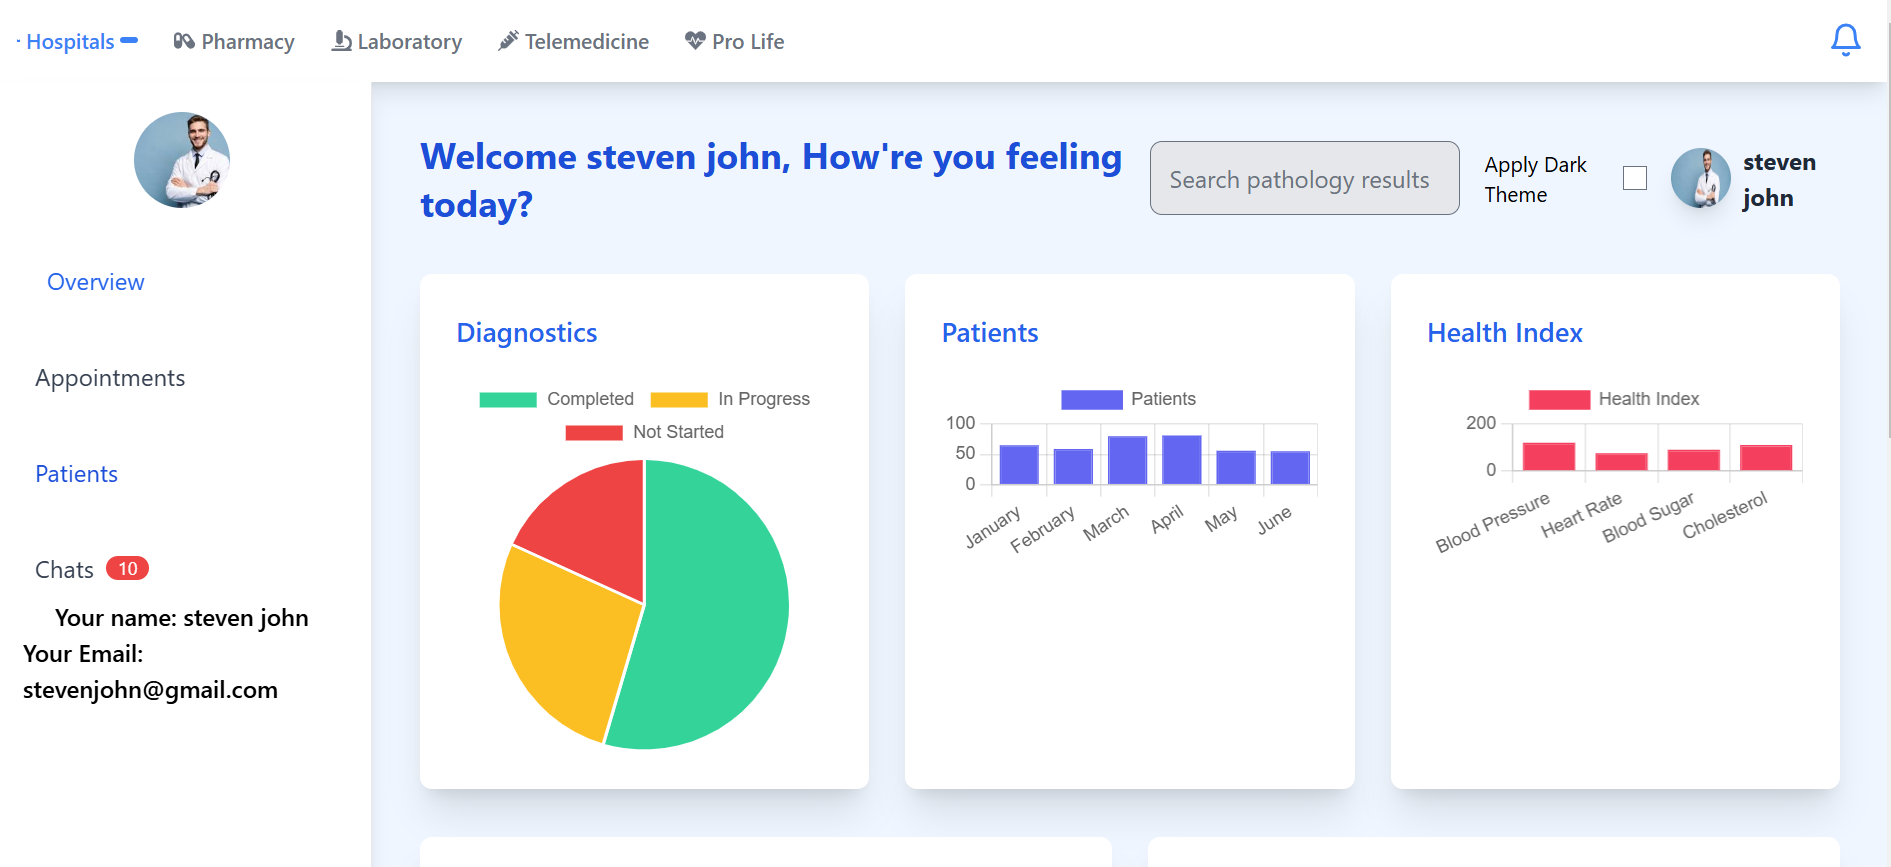 Hospitals
Pharmacy
Laboratory
Telemedicine
Pro Life
Overview
Appointments
Patients
Chats 10
Your name: steven john
Your Email:
stevenjohn@gmail.com
Welcome steven john, How're you feeling
today?
Search pathology results
Apply Dark
Theme
steven
john
Diagnostics
Completed
In Progress
Not Started
Patients
Patients
100
50
0
January
February
March
April
May
June
Health Index
Health Index
200
0
Blood Pressure
Heart Rate
Blood Sugar
Cholesterol